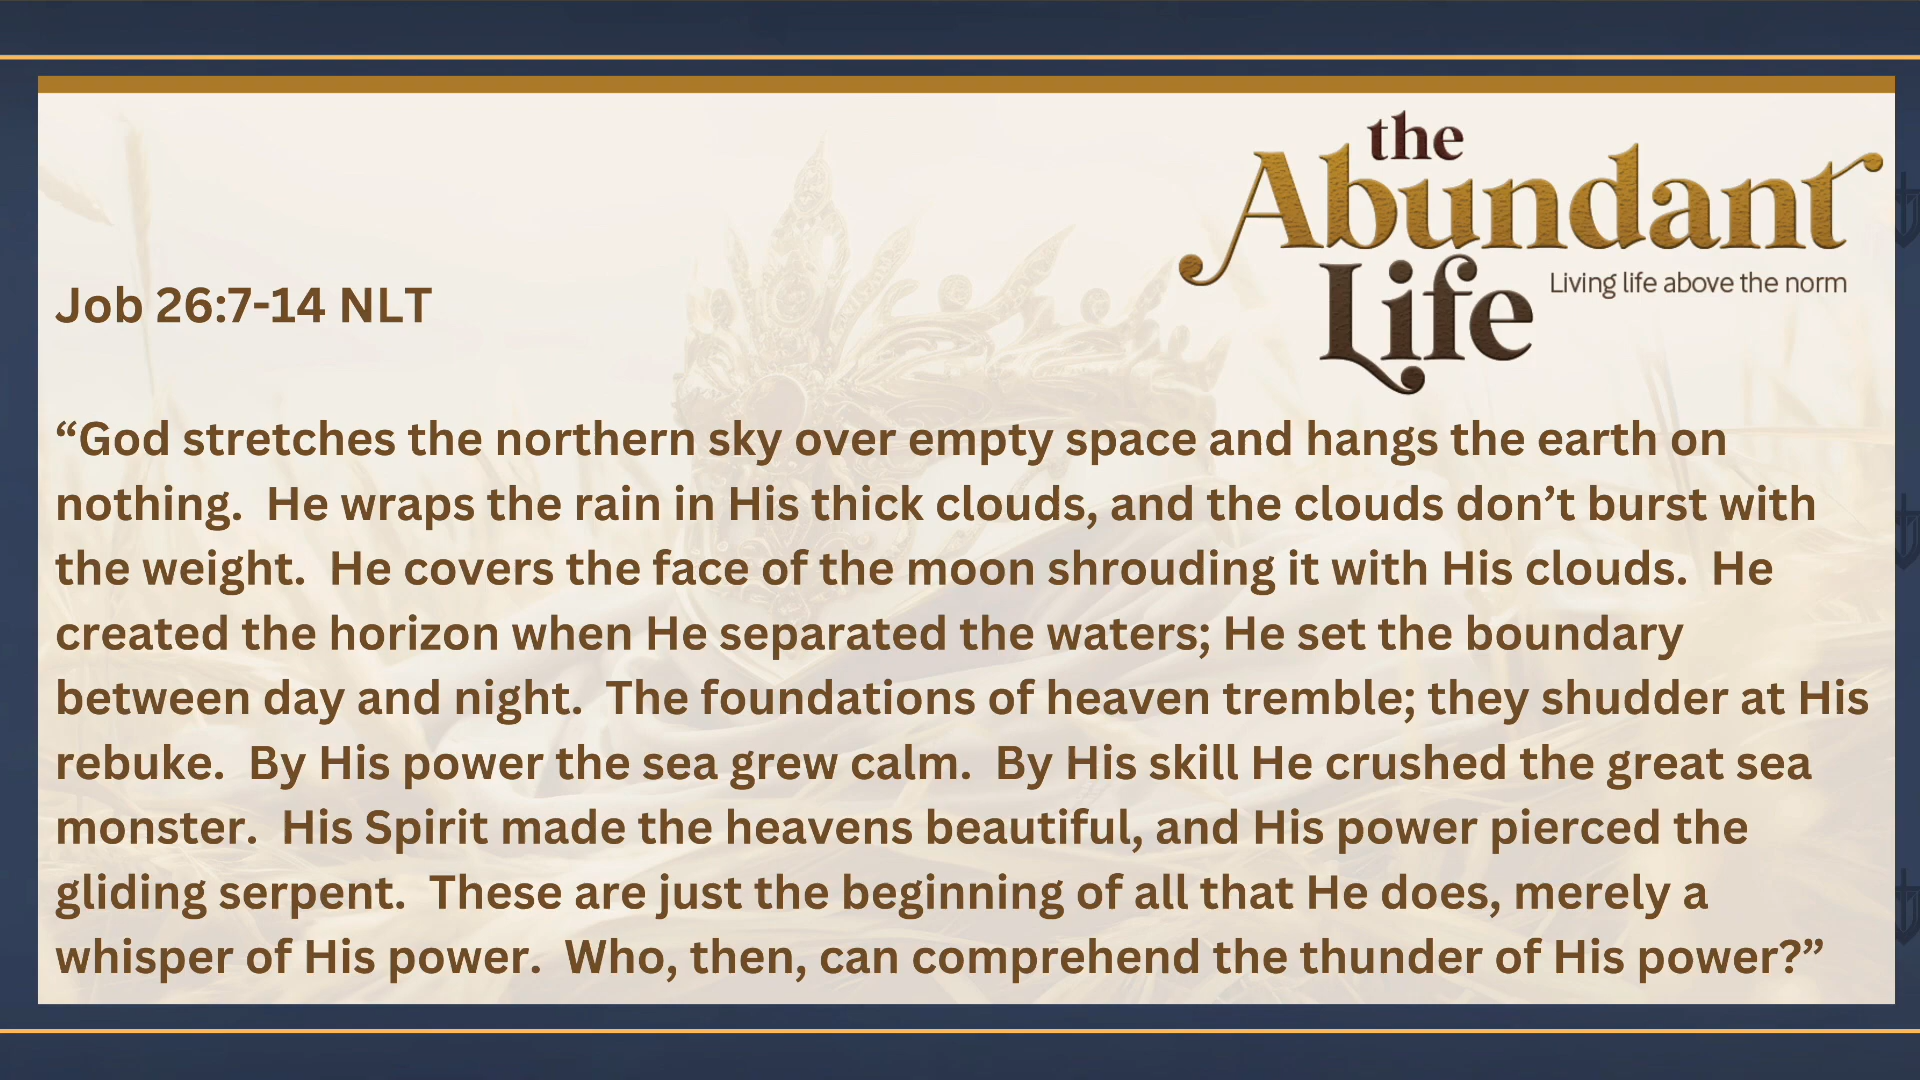 the
Abundant
Life
Living life above the norm
Job 26:7-14 NLT
“God stretches the northern sky over empty space and hangs the earth on
nothing.  He wraps the rain in His thick clouds, and the clouds don’t burst with
the weight.  He covers the face of the moon shrouding it with His clouds.  He
created the horizon when He separated the waters; He set the boundary
between day and night.  The foundations of heaven tremble; they shudder at His
rebuke.  By His power the sea grew calm.  By His skill He crushed the great sea
monster.  His Spirit made the heavens beautiful, and His power pierced the
gliding serpent.  These are just the beginning of all that He does, merely a
whisper of His power.  Who, then, can comprehend the thunder of His power?”